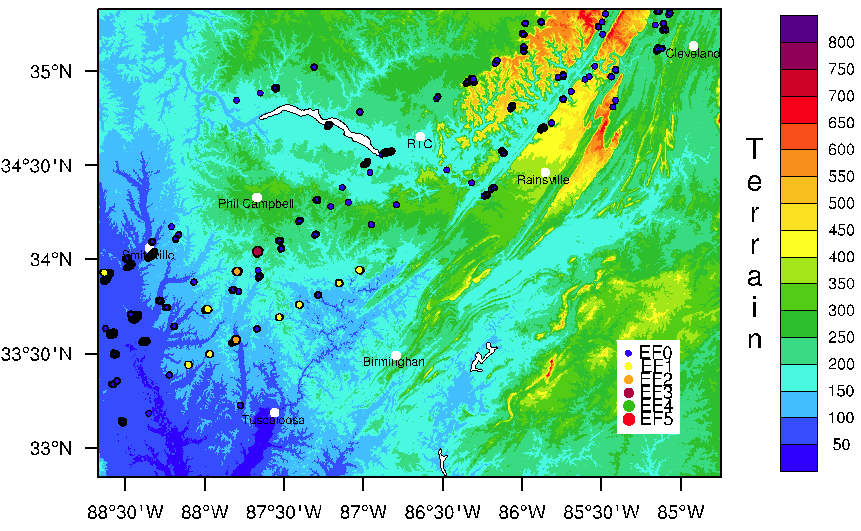 35°N
34°30'N
34°N
33°30'N
33°N
88°30'W 88°W 87°30'W 87°W 86°30'W 86°W 85°30'W 85°W
Cleveland
RTC
Rainsville
Phil Campbell
Smithville
Birmingham
Tuscaloosa
EF0
EF1
EF2
EF3
EF4
EF5
Terrain
800
750
700
650
600
550
500
450
400
350
300
250
200
150
100
50